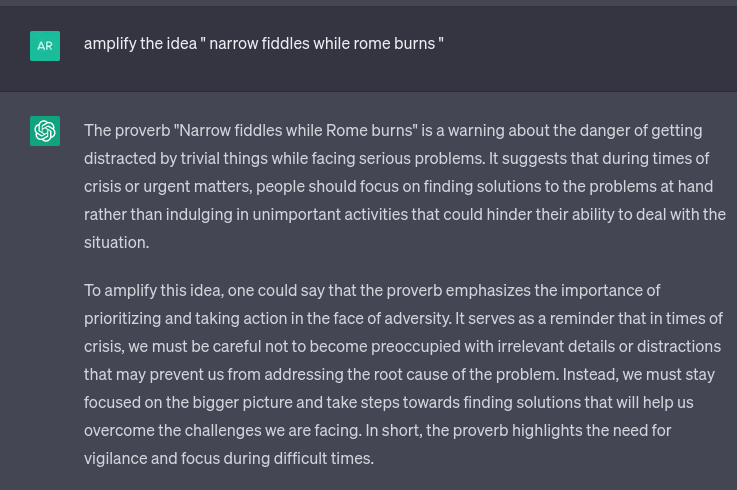 AR
amplify the idea " narrow fiddles while rome burns "
The proverb "Narrow fiddles while Rome burns" is a warning about the danger of getting
distracted by trivial things while facing serious problems. It suggests that during times of
crisis or urgent matters, people should focus on finding solutions to the problems at hand
rather than indulging in unimportant activities that could hinder their ability to deal with the
situation.
To amplify this idea, one could say that the proverb emphasizes the importance of
prioritizing and taking action in the face of adversity. It serves as a reminder that in times of
crisis, we must be careful not to become preoccupied with irrelevant details or distractions
that may prevent us from addressing the root cause of the problem. Instead, we must stay
focused on the bigger picture and take steps towards finding solutions that will help us
overcome the challenges we are facing. In short, the proverb highlights the need for
vigilance and focus during difficult times.